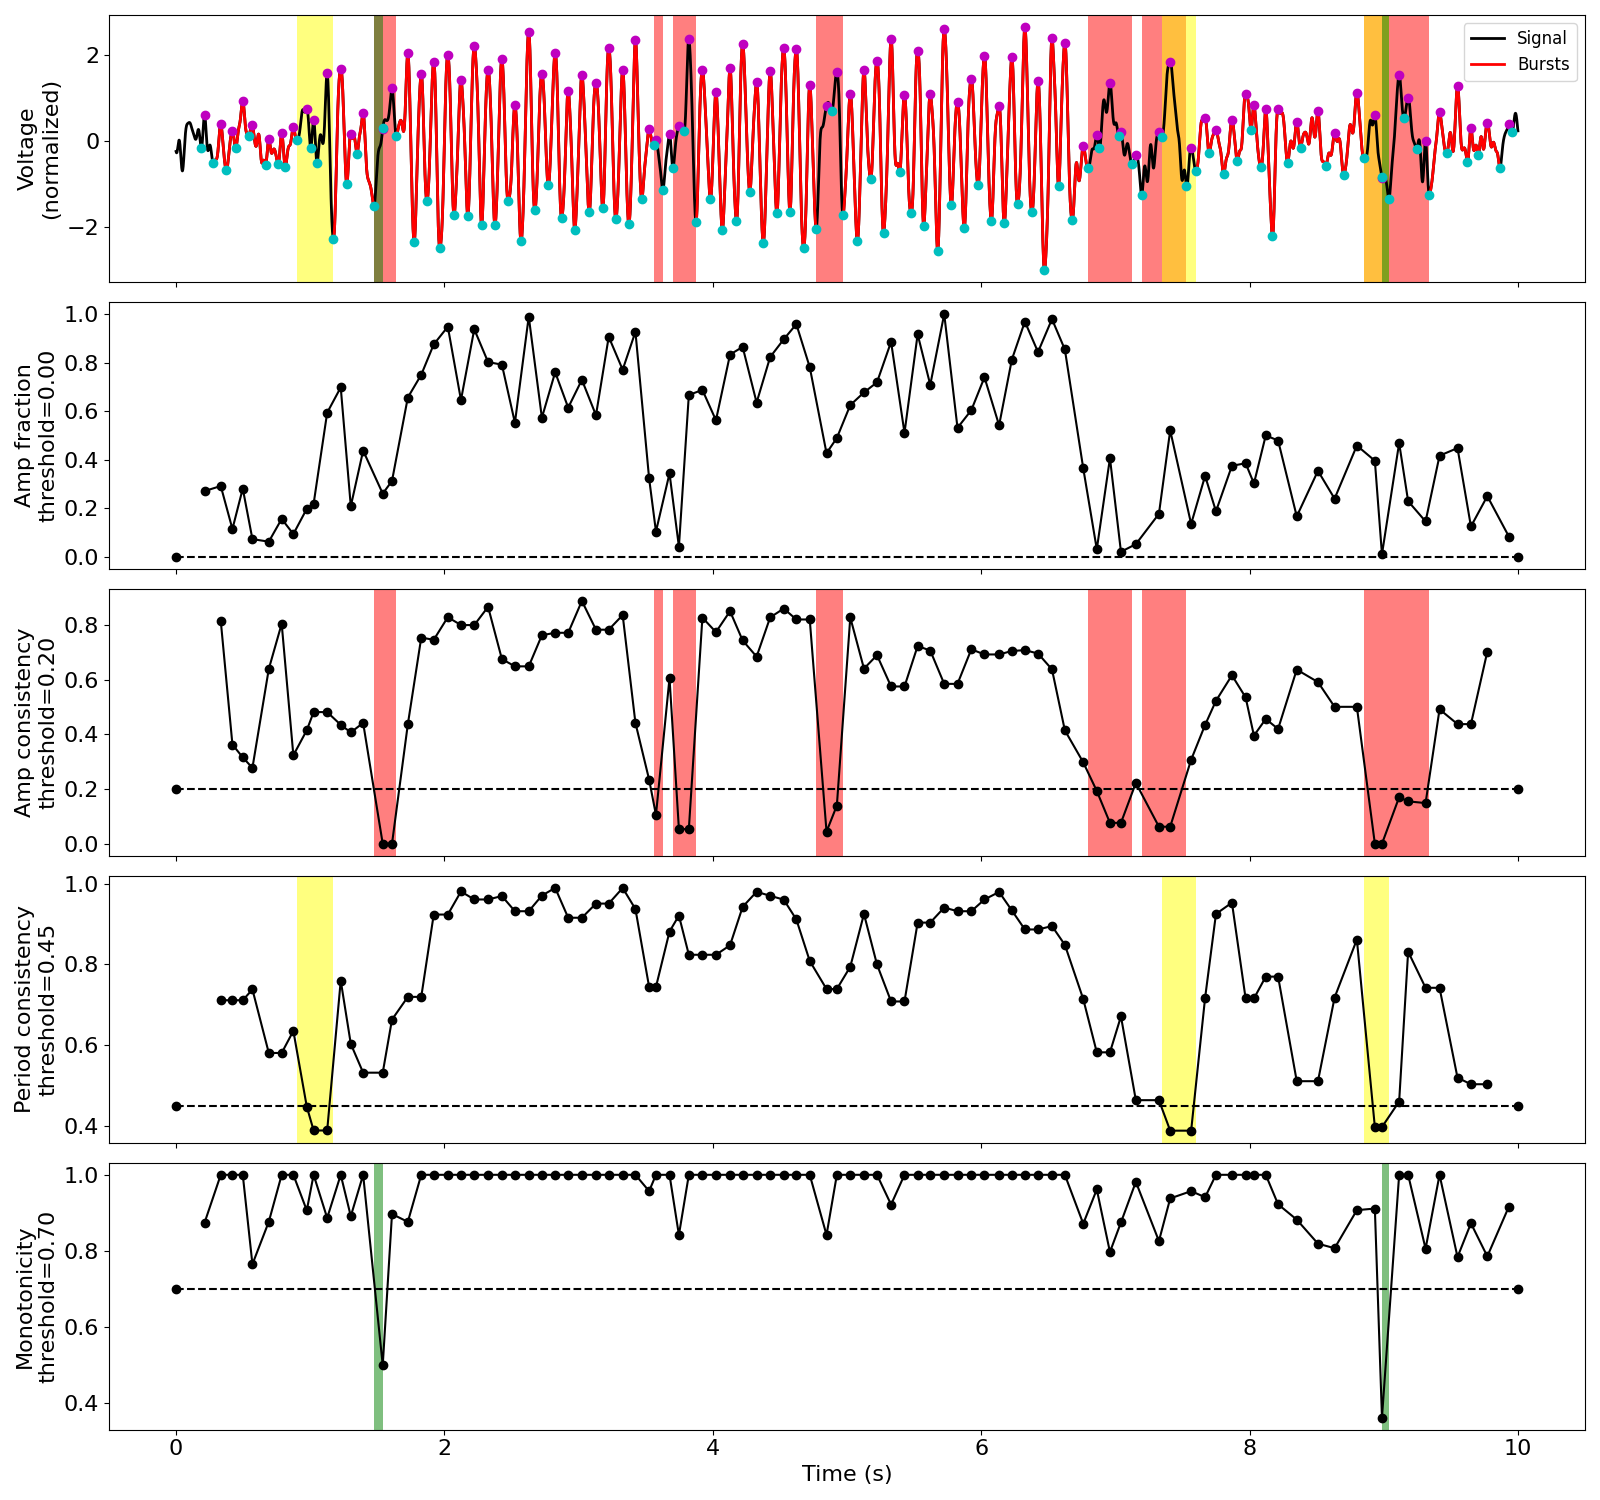 Voltage
(normalized)
2
0
−2
Signal
Bursts
Amp fraction
threshold=0.00
1.0
0.8
0.6
0.4
0.2
0.0
Amp consistency
threshold=0.20
0.8
0.6
0.4
0.2
0.0
Period consistency
threshold=0.45
1.0
0.8
0.6
0.4
Monotonicity
threshold=0.70
1.0
0.8
0.6
0.4
0 2 4 6 8 10
Time (s)